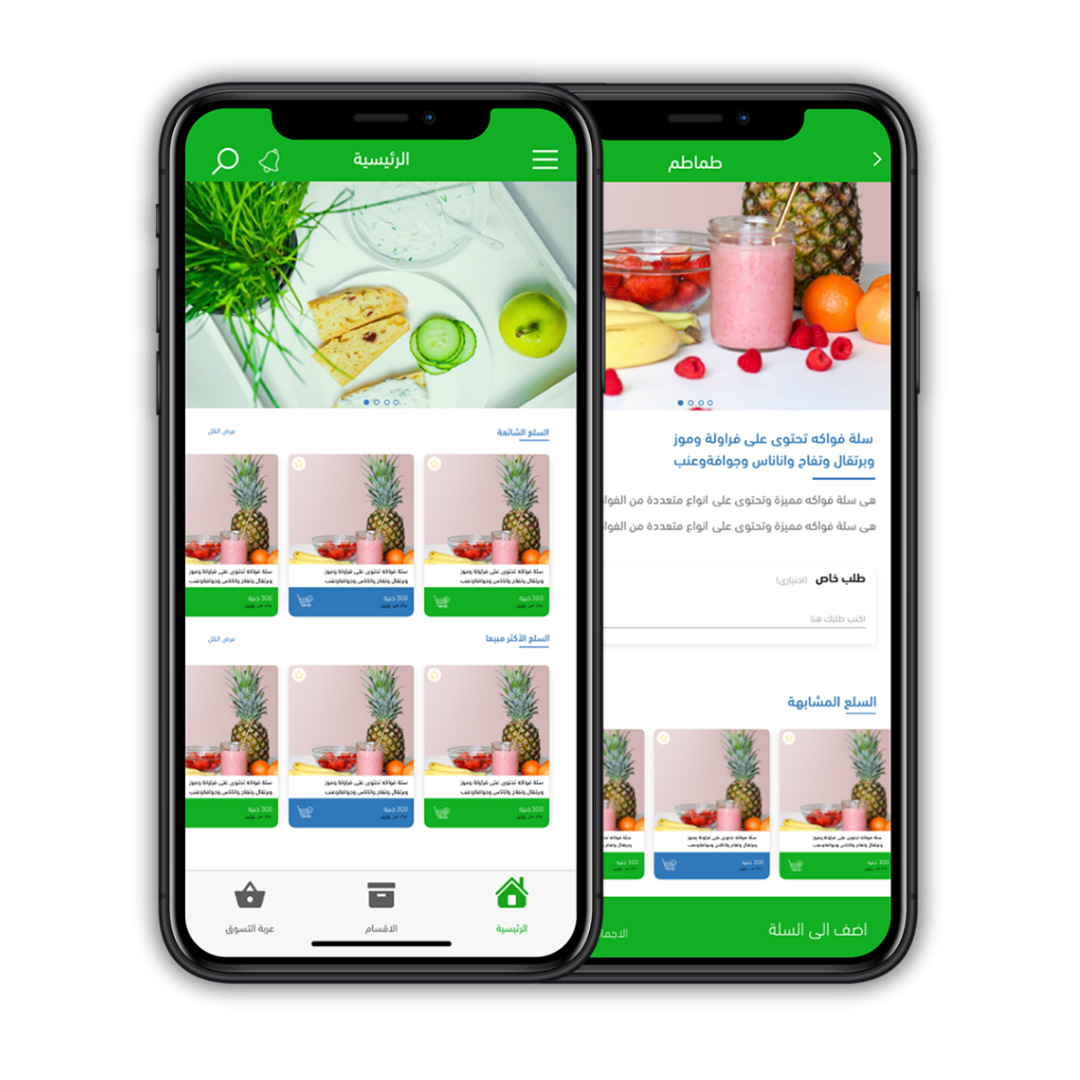 الرئيسية
السلع الشائعة
عرض الكل
سلة فواكه تحتوى على فراولة وموز
وبرتقال وتفاح واناناس وجوافةوعنب
300 جنيه
سلة فواكه تحتوى على فراولة وموز
وبرتقال وتفاح واناناس وجوافةوعنب
300 جنيه
سلة فواكه تحتوى على فراولة وموز
وبرتقال وتفاح واناناس وجوافةوعنب
300 جنيه
السلع الأكثر مبيعا
عرض الكل
سلة فواكه تحتوى على فراولة وموز
وبرتقال وتفاح واناناس وجوافةوعنب
300 جنيه
سلة فواكه تحتوى على فراولة وموز
وبرتقال وتفاح واناناس وجوافةوعنب
300 جنيه
سلة فواكه تحتوى على فراولة وموز
وبرتقال وتفاح واناناس وجوافةوعنب
300 جنيه
الرئيسية
الاقسام
عربة التسوق
طماطم
سلة فواكه تحتوى على فراولة وموز
وبرتقال وتفاح واناناس وجوافةوعنب
هى سلة فواكه مميزة وتحتوى على انواع متعددة من الفوا
هى سلة فواكه مميزة وتحتوى على انواع متعددة من الفوا
طلب خاص (اختيارى)
اكتب طلبك هنا
السلع المشابهة
سلة فواكه تحتوى على فراولة وموز
وبرتقال وتفاح واناناس وجوافةوعنب
300
سلة فواكه تحتوى على فراولة وموز
وبرتقال وتفاح واناناس وجوافةوعنب
300 جنيه
300 جنيه
اضف الى السلة
الاجما